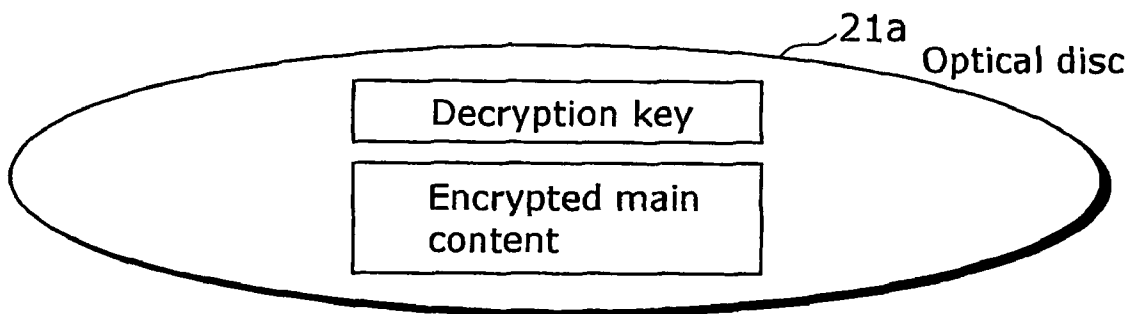 21a
Optical disc
Decryption key
Encrypted main
content